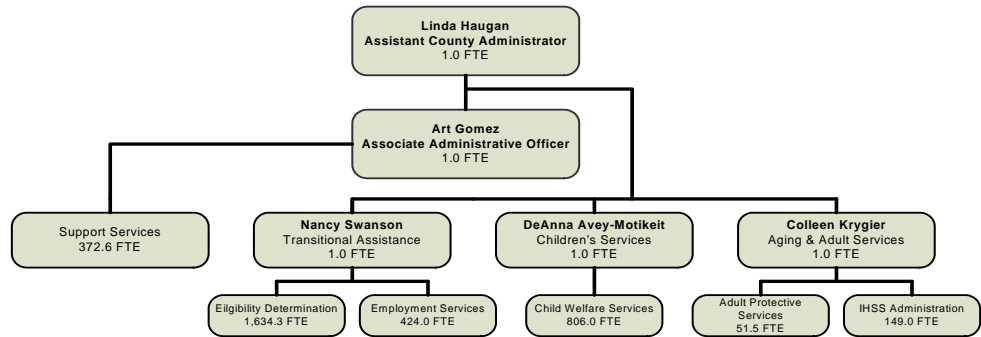 Linda Haugan
Assistant County Administrator
1.0 FTE
Art Gomez
Associate Administrative Officer
1.0 FTE
Support Services
372.6 FTE
Nancy Swanson
Transitional Assistance
1.0 FTE
DeAnna Avey-Motikeit
Children's Services
1.0 FTE
Colleen Krygier
Aging & Adult Services
1.0 FTE
Eilgibility Determination
1,634.3 FTE
Employment Services
424.0 FTE
Child Welfare Services
806.0 FTE
Adult Protective
Services
51.5 FTE
IHSS Administration
149.0 FTE